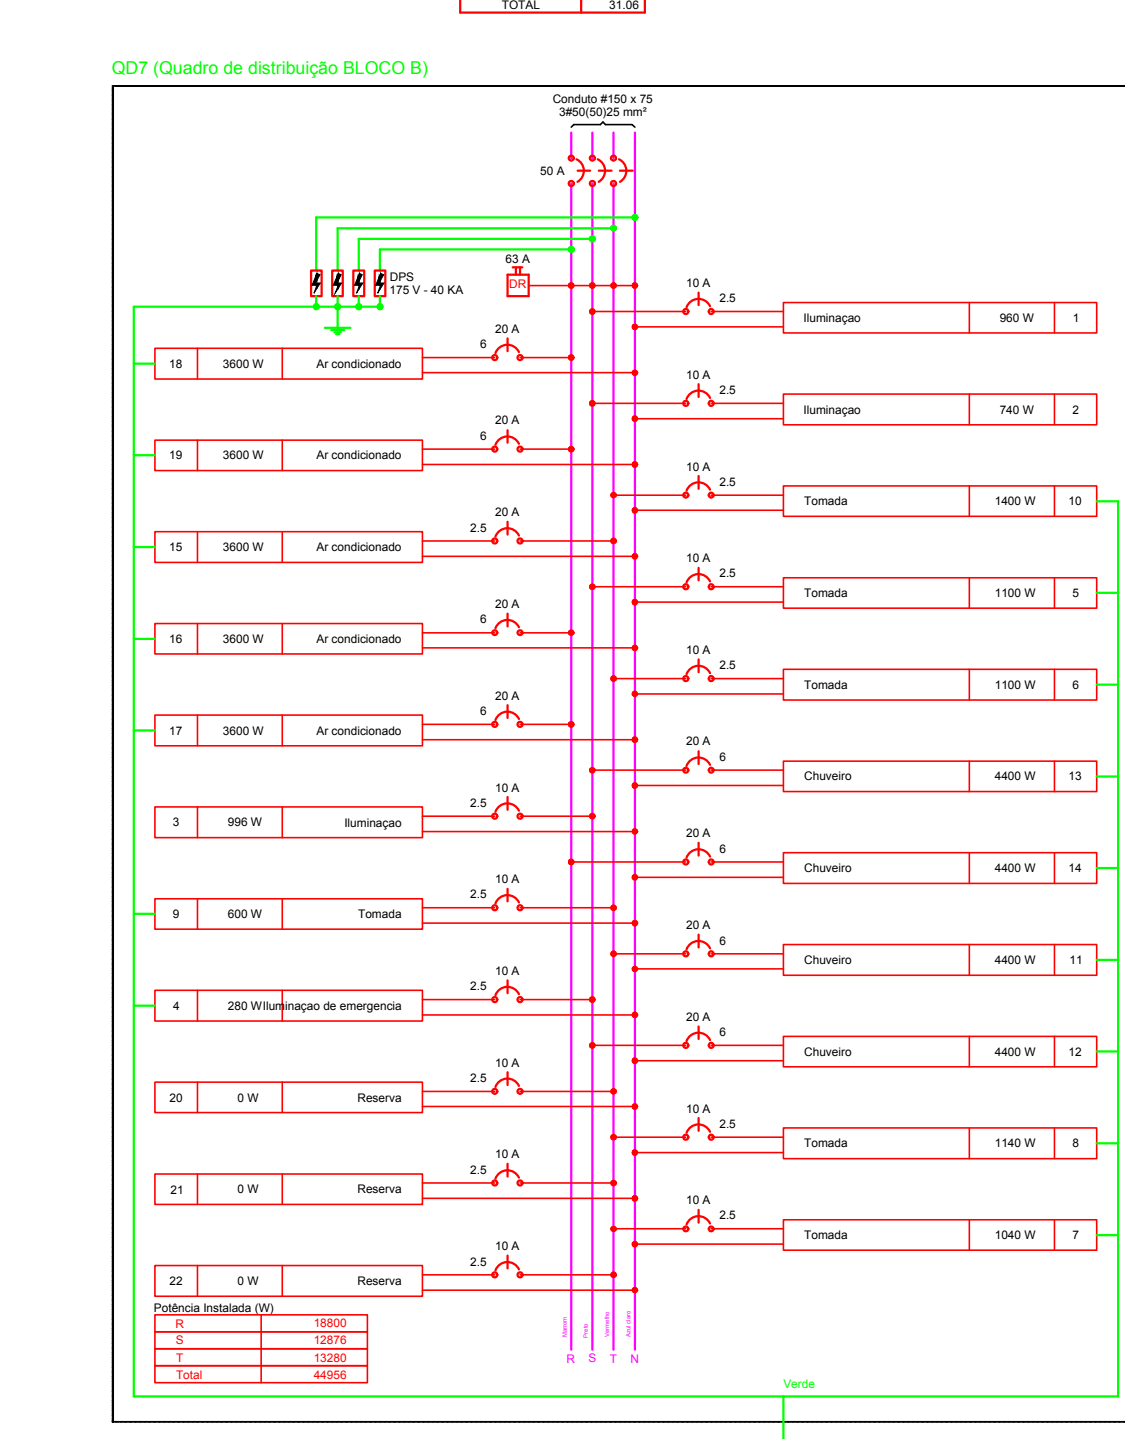 TOTAL 31.06
QD7 (Quadro de distribuição BLOCO B)
Conduto #150 x 75
3#50(50)25 mm²
50 A
63 A
DR
DPS
175 V - 40 KA
10 A
2.5
Iluminaçao 960 W 1
20 A
6
18 3600 W Ar condicionado
10 A
2.5
Iluminaçao 740 W 2
20 A
6
19 3600 W Ar condicionado
10 A
2.5
Tomada 1400 W 10
20 A
2.5
15 3600 W Ar condicionado
10 A
2.5
Tomada 1100 W 5
20 A
6
16 3600 W Ar condicionado
10 A
2.5
Tomada 1100 W 6
20 A
6
17 3600 W Ar condicionado
20 A
6
Chuveiro 4400 W 13
10 A
2.5
3 996 W Iluminaçao
20 A
6
Chuveiro 4400 W 14
10 A
2.5
9 600 W Tomada
20 A
6
Chuveiro 4400 W 11
10 A
2.5
4 280 W Iluminaçao de emergencia
20 A
6
Chuveiro 4400 W 12
10 A
2.5
20 0 W Reserva
10 A
2.5
Tomada 1140 W 8
10 A
2.5
21 0 W Reserva
10 A
2.5
Tomada 1040 W 7
10 A
2.5
22 0 W Reserva
Potência Instalada (W)
R 18800
S 12876
T 13280
Total 44956
Marrom
Preto
Vermelho
Azul claro
R S T N
Verde